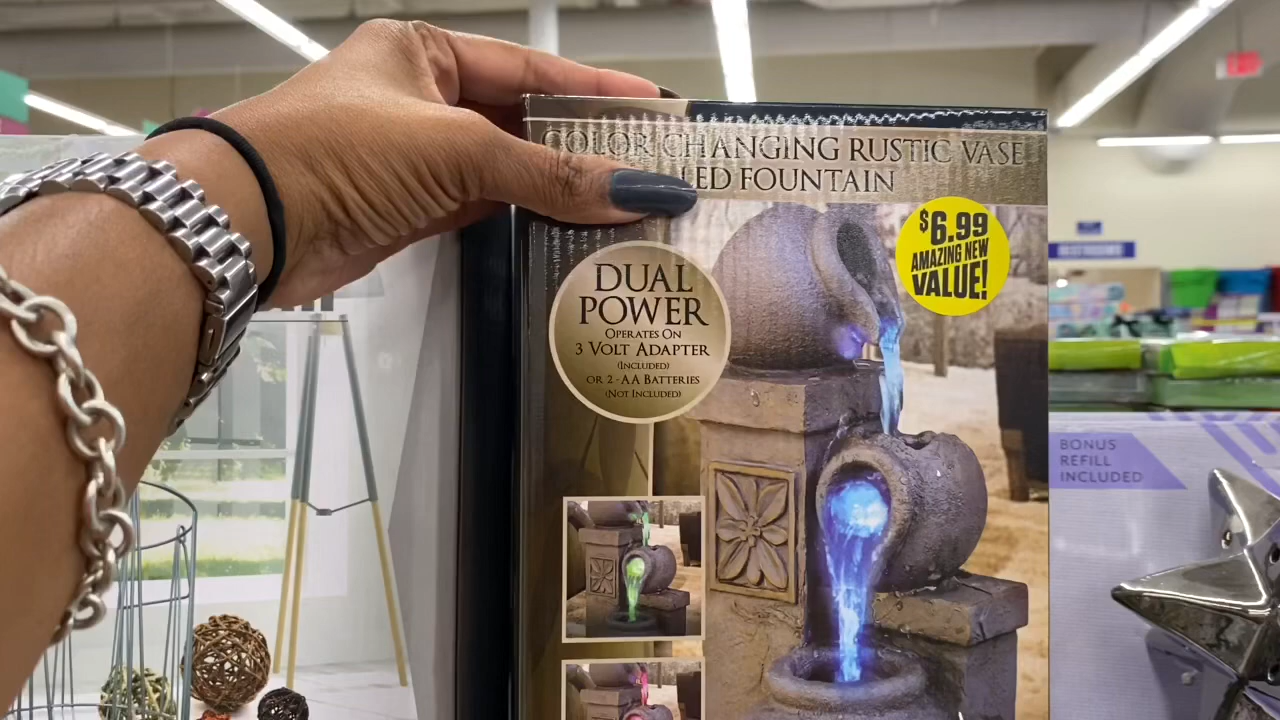 COLOR CHANGING RUSTIC VASE
LED FOUNTAIN
$6.99
AMAZING NEW
VALUE!
DUAL
POWER
OPERATES ON
3 VOLT ADAPTER
(INCLUDED)
OR 2 - AA BATTERIES
(NOT INCLUDED)
RESTROOMS
BONUS
REFILL
INCLUDED